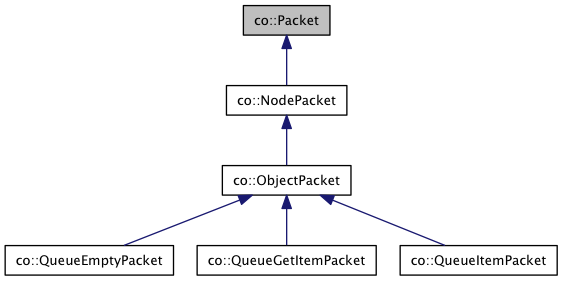 co::Packet
co::NodePacket
co::ObjectPacket
co::QueueEmptyPacket
co::QueueGetItemPacket
co::QueueItemPacket